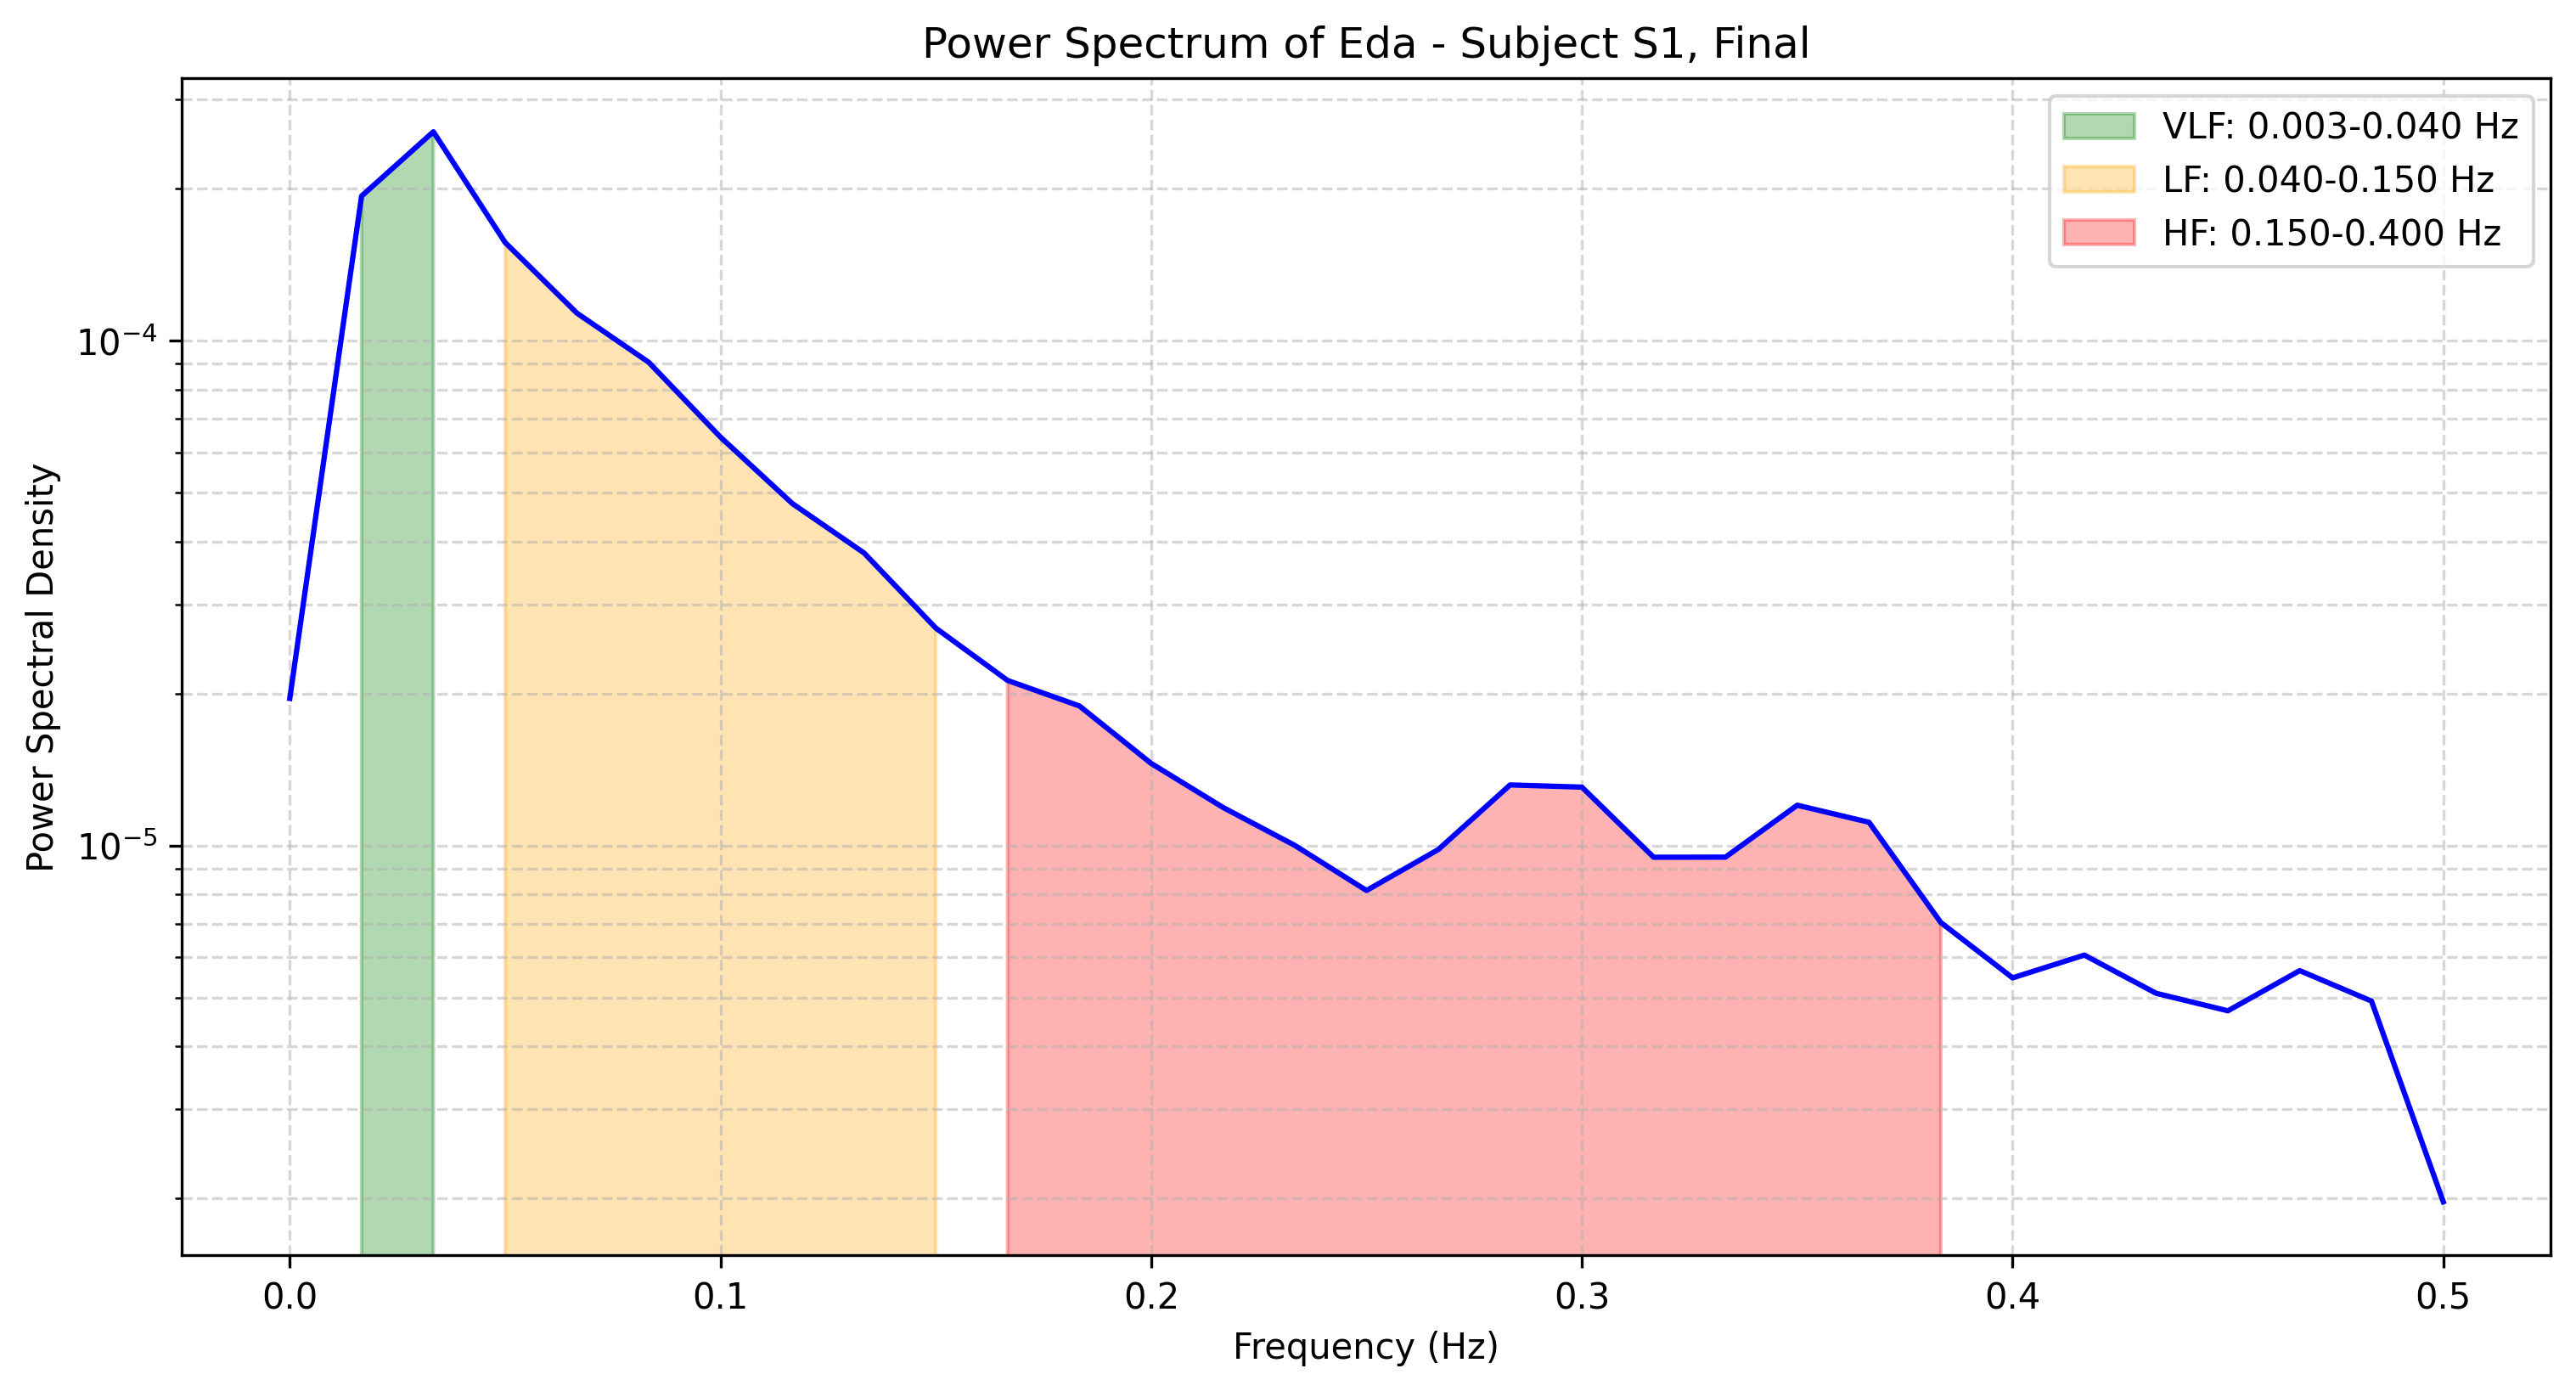 Power Spectrum of Eda - Subject S1, Final
VLF: 0.003-0.040 Hz
LF: 0.040-0.150 Hz
HF: 0.150-0.400 Hz
Power Spectral Density
10⁻⁴
10⁻⁵
0.0 0.1 0.2 0.3 0.4 0.5
Frequency (Hz)